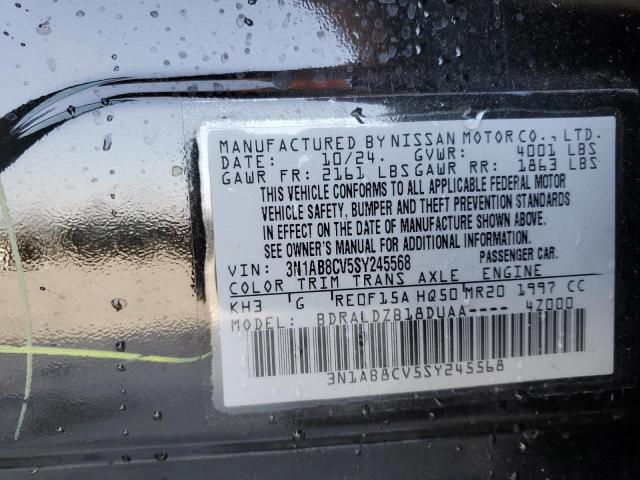 MANUFACTURED BY NISSAN MOTOR CO., LTD.
DATE: 10/24. GVWR: 4001 LBS
GAWR FR: 2161 LBS GAWR RR: 1863 LBS
THIS VEHICLE CONFORMS TO ALL APPLICABLE FEDERAL MOTOR
VEHICLE SAFETY, BUMPER AND THEFT PREVENTION STANDARDS
IN EFFECT ON THE DATE OF MANUFACTURE SHOWN ABOVE.
SEE OWNER'S MANUAL FOR ADDITIONAL INFORMATION.
VIN: 3N1AB8CV5SY245568 PASSENGER CAR.
COLOR TRIM TRANS AXLE ENGINE
KH3 G RE0F15A HQ50 MR20 1997 CC
MODEL: BDRALDZB18DUAA---- 4Z000
3N1AB8CV5SY245568